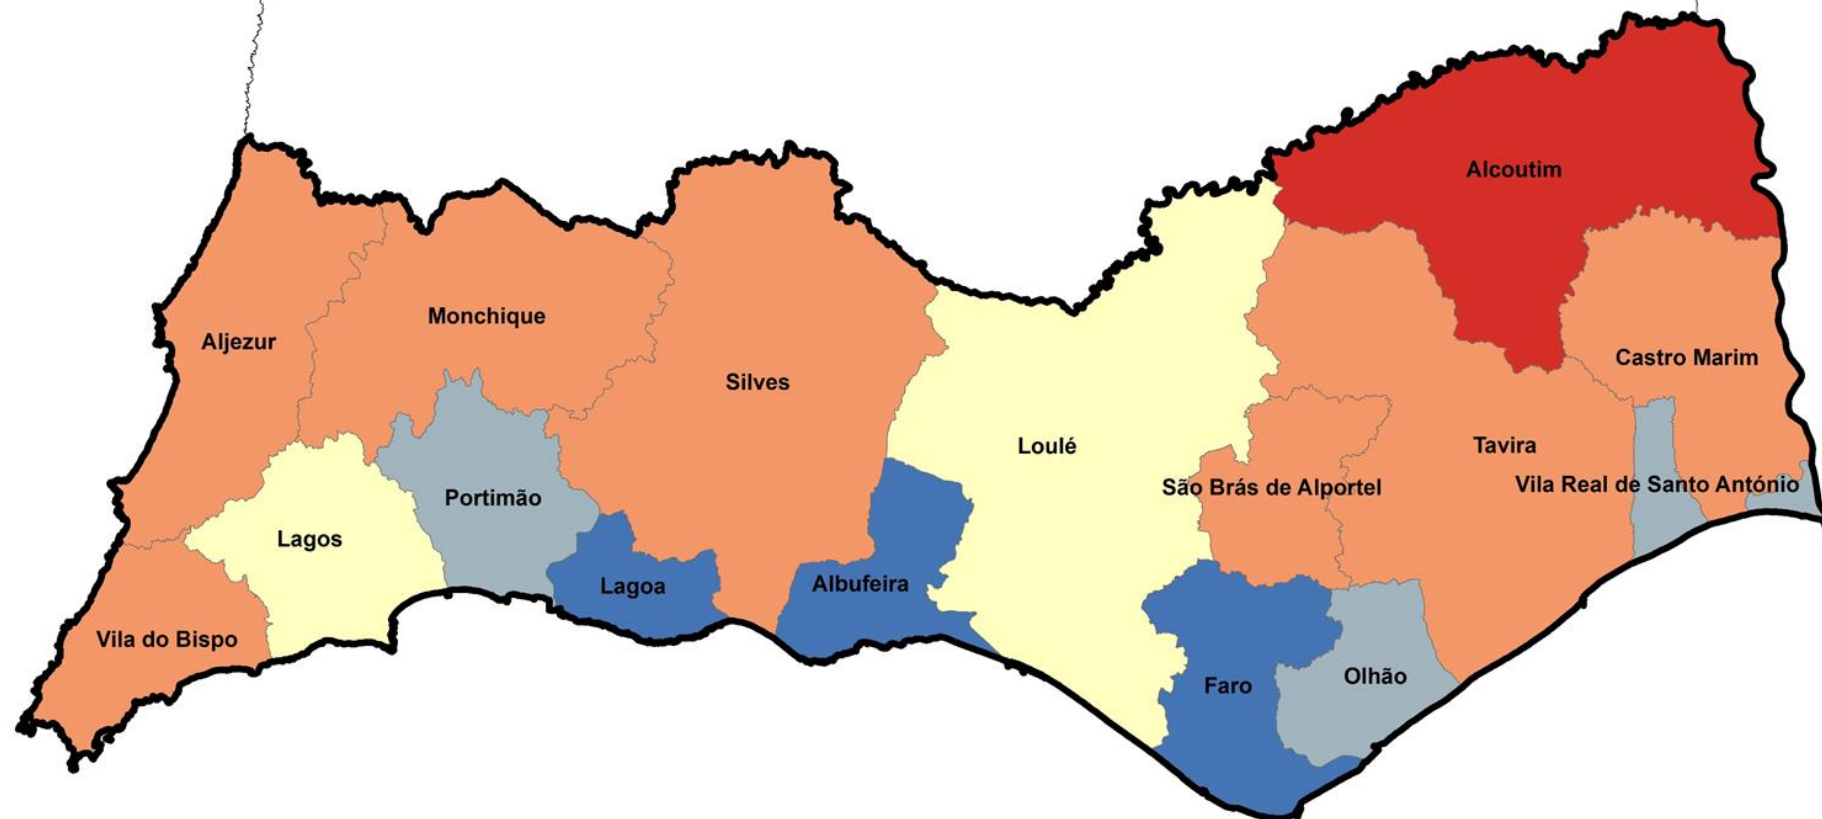 Alcoutim
Monchique
Aljezur
Castro Marim
Silves
Loulé
Tavira
Vila Real de Santo António
São Brás de Alportel
Portimão
Lagos
Albufeira
Lagoa
Vila do Bispo
Olhão
Faro